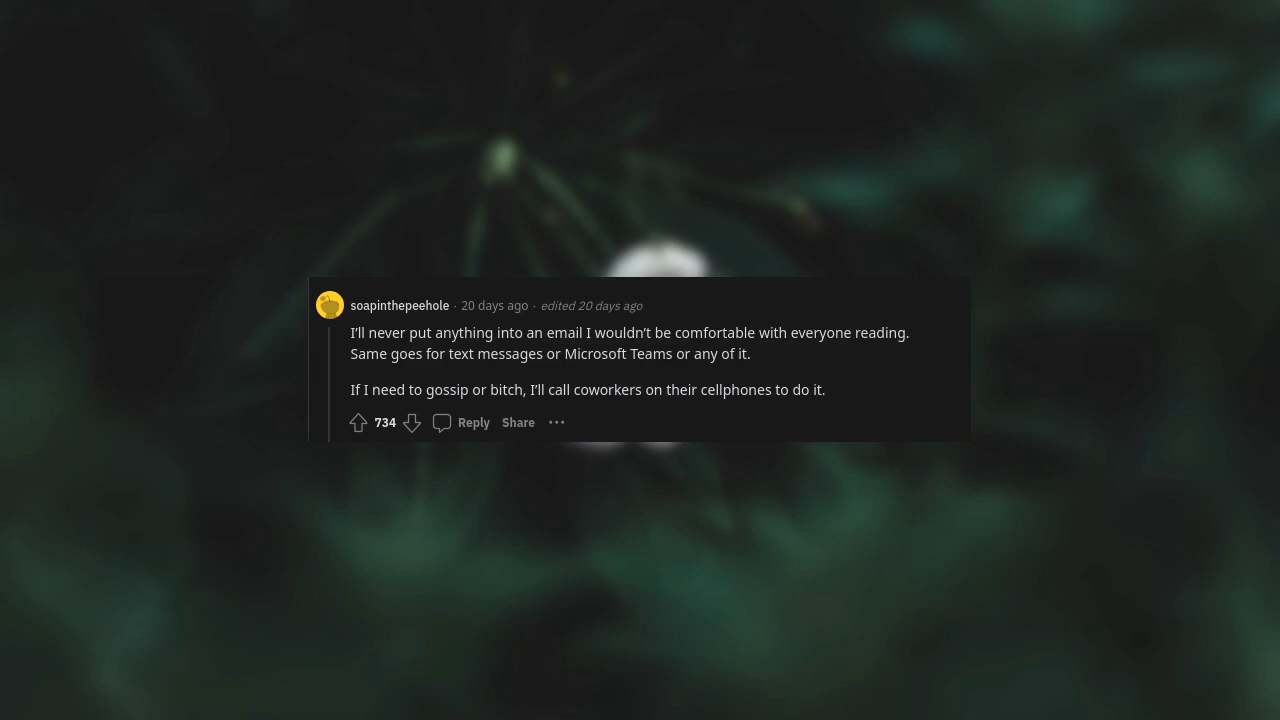 soapinthepeehole · 20 days ago · edited 20 days ago
I'll never put anything into an email I wouldn't be comfortable with everyone reading.
Same goes for text messages or Microsoft Teams or any of it.
If I need to gossip or bitch, I'll call coworkers on their cellphones to do it.
734 Reply Share ···